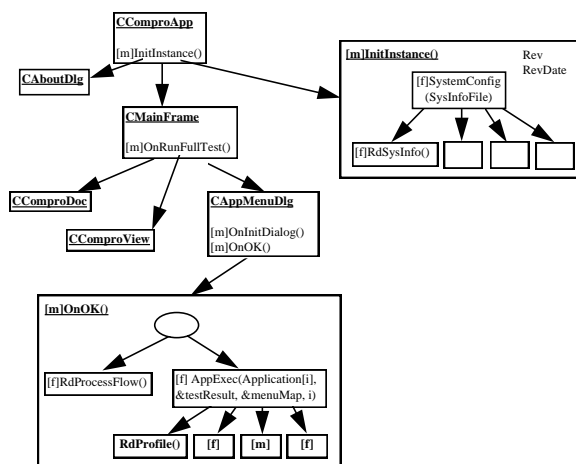 CComproApp
[m]InitInstance()
CAboutDlg
[m]InitInstance()
Rev
RevDate
[f]SystemConfig
(SysInfoFile)
[f]RdSysInfo()
CMainFrame
[m]OnRunFullTest()
CComproDoc
CComproView
CAppMenuDlg
[m]OnInitDialog()
[m]OnOK()
[m]OnOK()
[f]RdProcessFlow()
[f] AppExec(Application[i],
&testResult, &menuMap, i)
RdProfile()
[f]
[m]
[f]